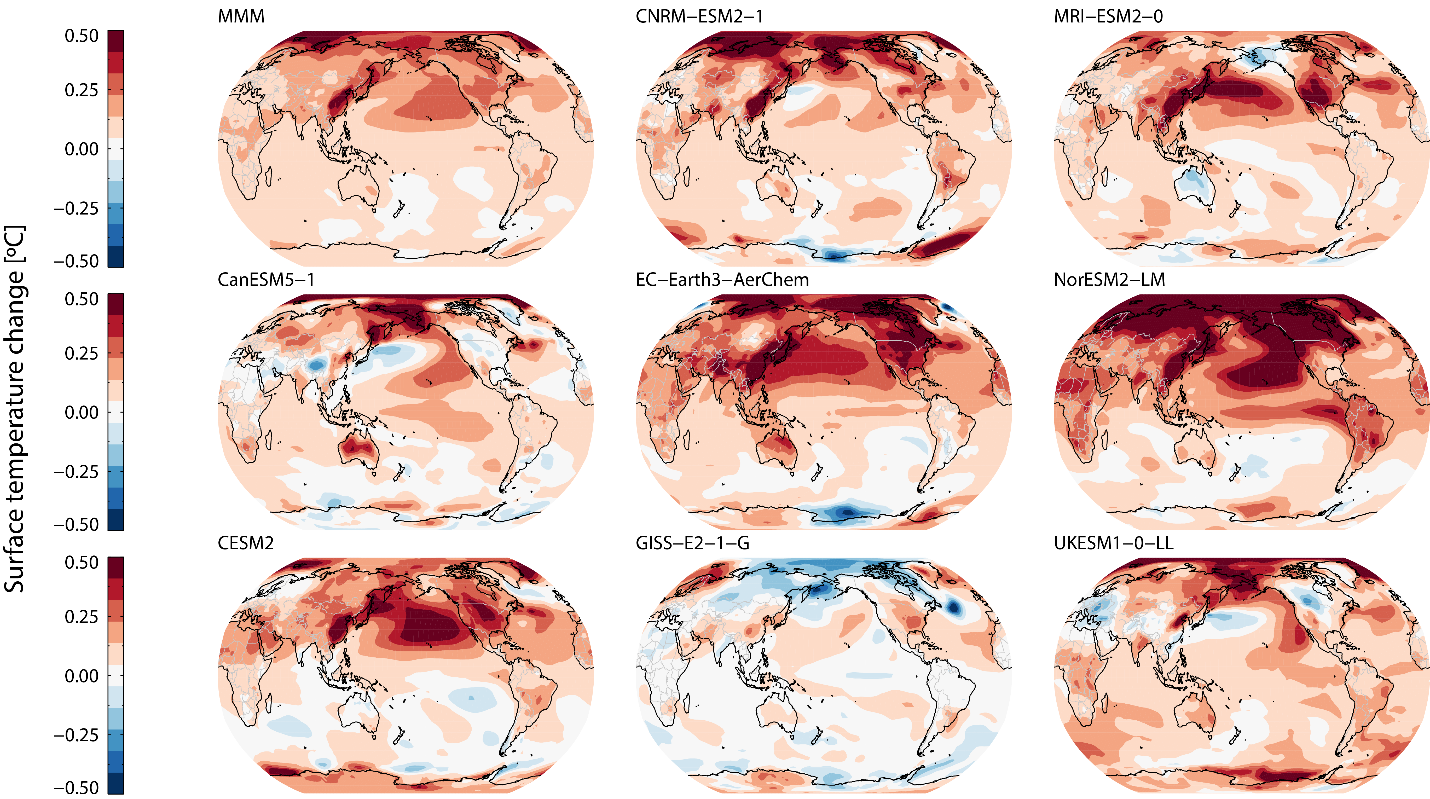 MMM
CNRM−ESM2−1
MRI−ESM2−0
0.50
0.25
0.00
−0.25
−0.50
CanESM5−1
EC−Earth3−AerChem
NorESM2−LM
0.50
0.25
0.00
−0.25
−0.50
CESM2
GISS−E2−1−G
UKESM1−0−LL
0.50
0.25
0.00
−0.25
−0.50
Surface temperature change [ºC]